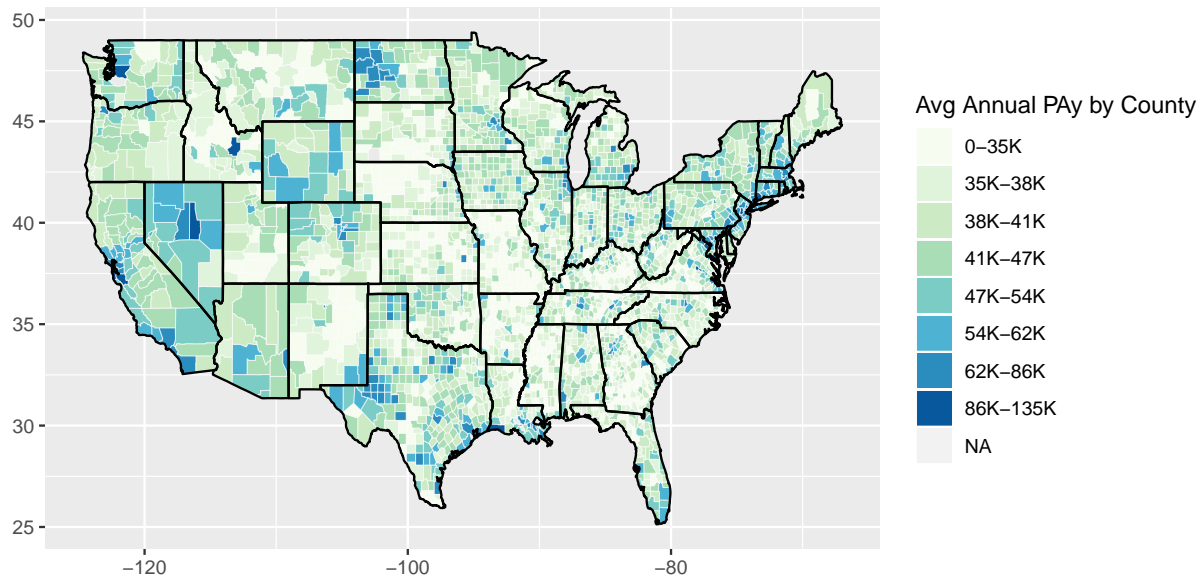 50
45
40
35
30
25
−120
−100
−80
Avg Annual PAy by County
0−35K
35K−38K
38K−41K
41K−47K
47K−54K
54K−62K
62K−86K
86K−135K
NA